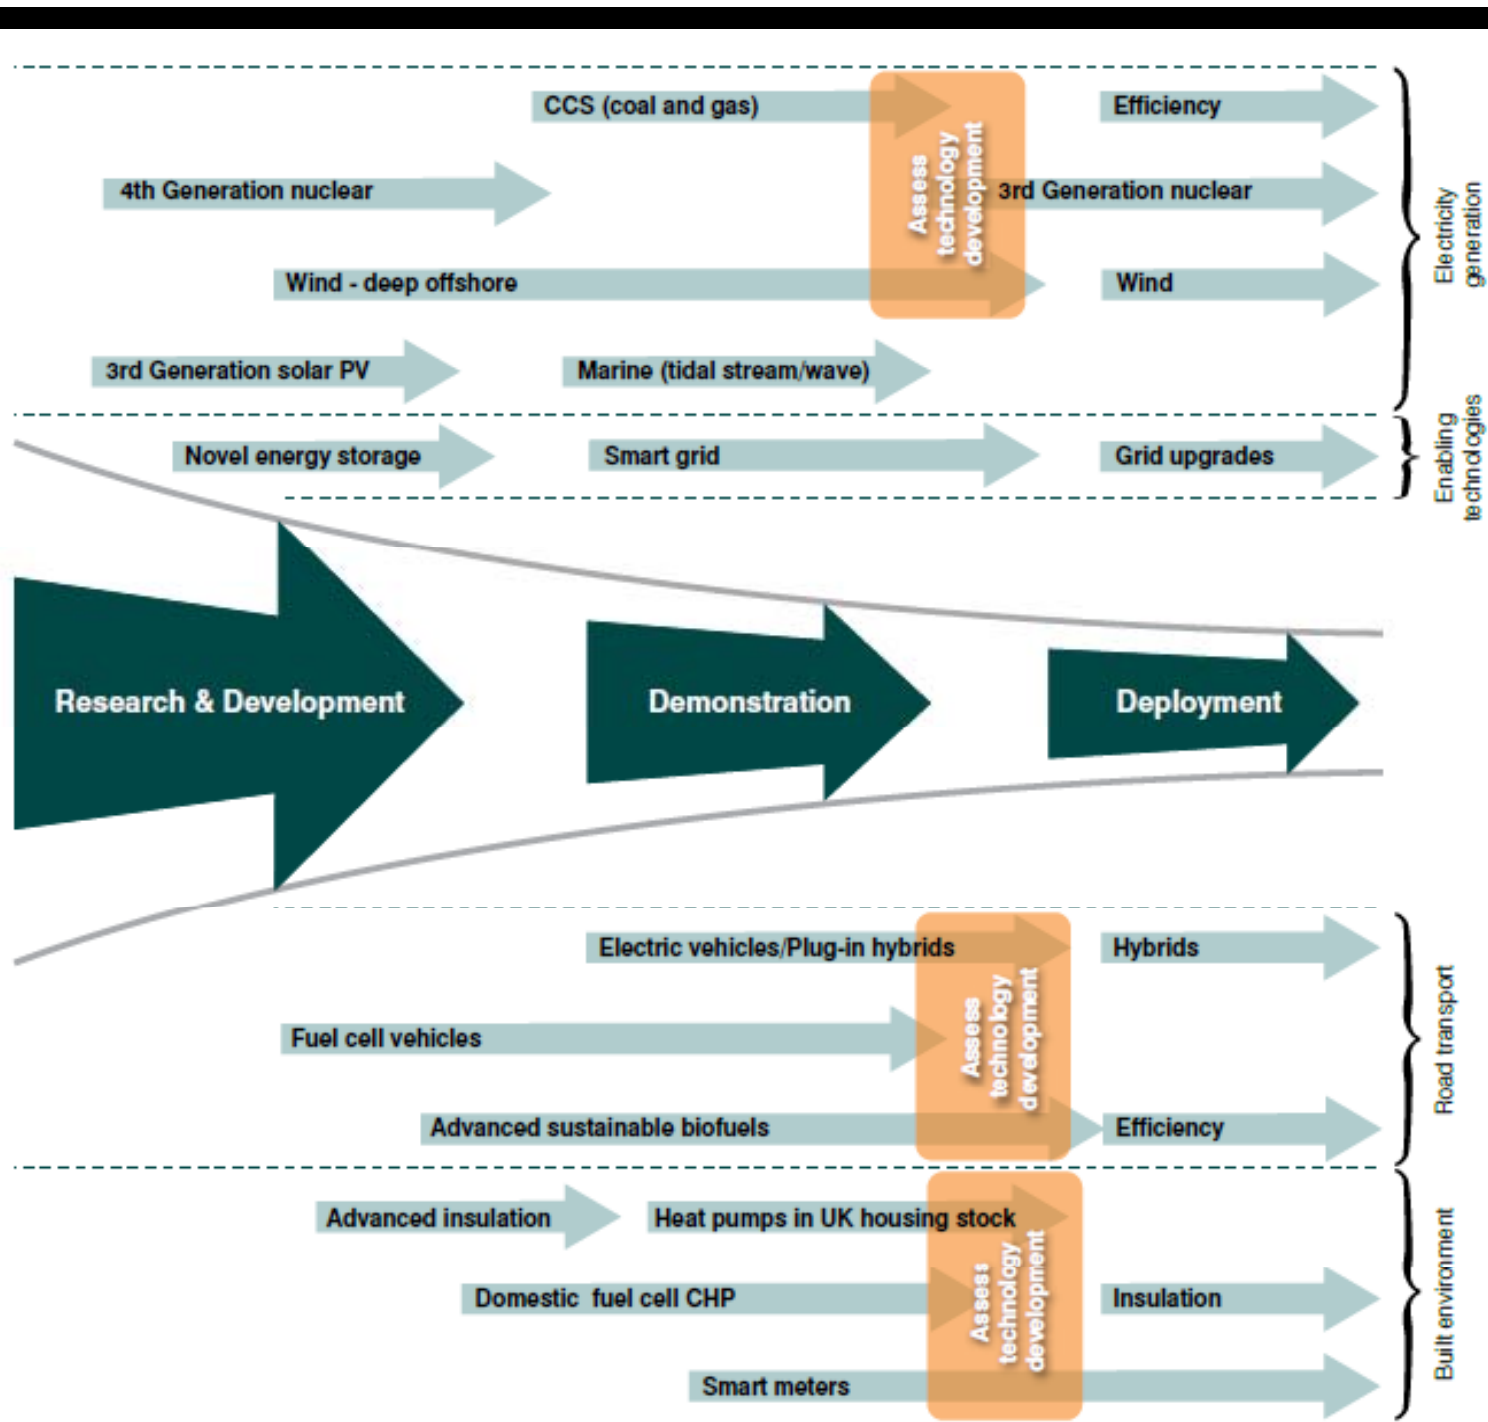 CCS (coal and gas)
Efficiency
4th Generation nuclear
3rd Generation nuclear
Wind - deep offshore
Wind
Assess
technology
development
3rd Generation solar PV
Marine (tidal stream/wave)
Electricity
generation
Novel energy storage
Smart grid
Grid upgrades
Enabling
technologies
Research & Development
Demonstration
Deployment
Electric vehicles/Plug-in hybrids
Hybrids
Fuel cell vehicles
Assess
technology
development
Advanced sustainable biofuels
Efficiency
Road transport
Advanced insulation
Heat pumps in UK housing stock
Domestic fuel cell CHP
Assess
technology
development
Insulation
Smart meters
Built environment